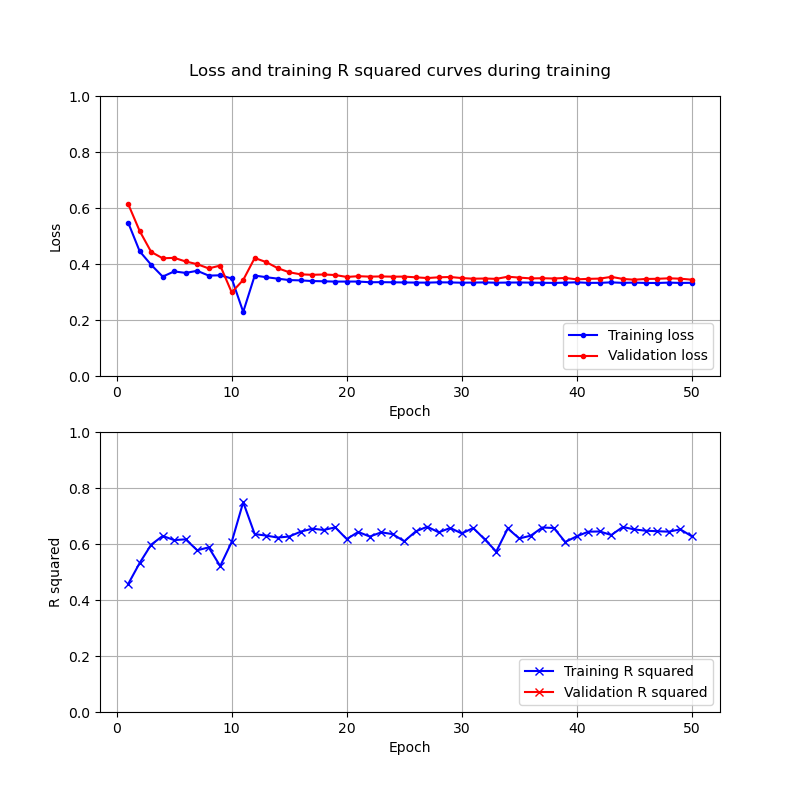 Loss and training R squared curves during training
1.0
0.8
0.6
0.4
0.2
0.0
Loss
0 10 20 30 40 50
Epoch
Training loss
Validation loss
1.0
0.8
0.6
0.4
0.2
0.0
R squared
0 10 20 30 40 50
Epoch
Training R squared
Validation R squared